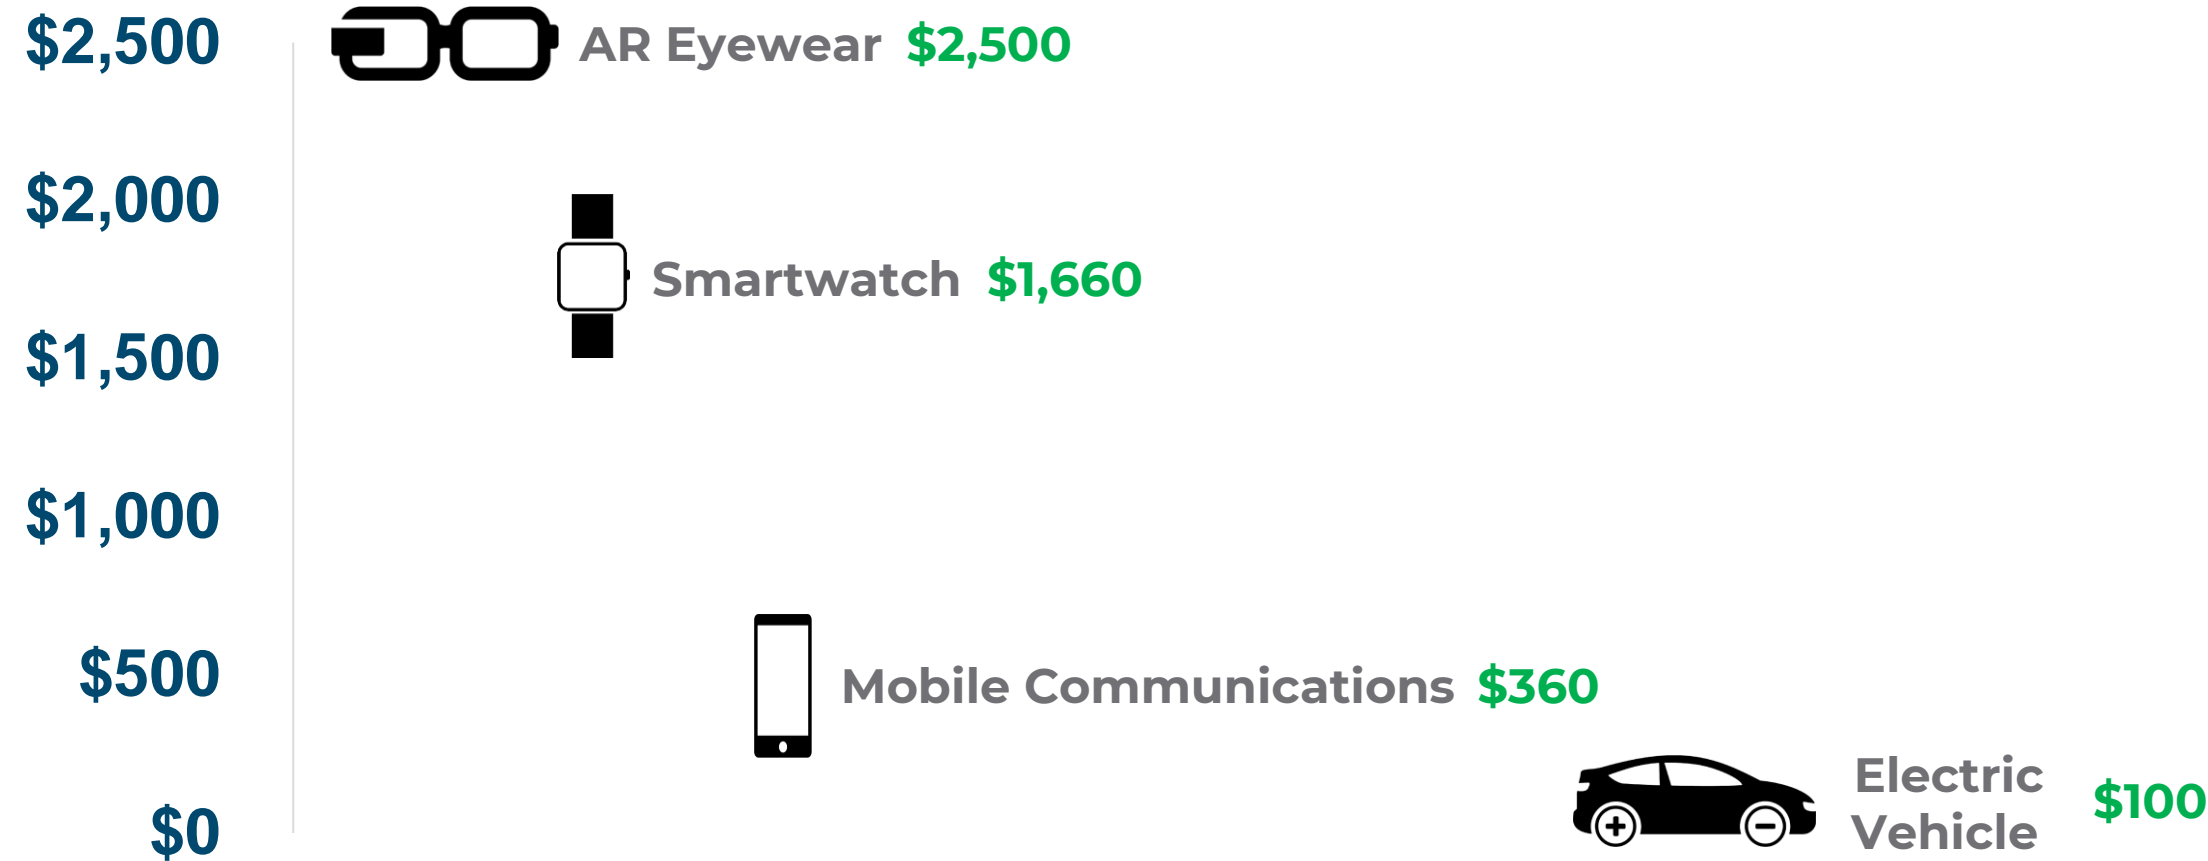 $2,500
AR Eyewear $2,500
$2,000
Smartwatch $1,660
$1,500
$1,000
$500
Mobile Communications $360
Electric
Vehicle
$100
$0